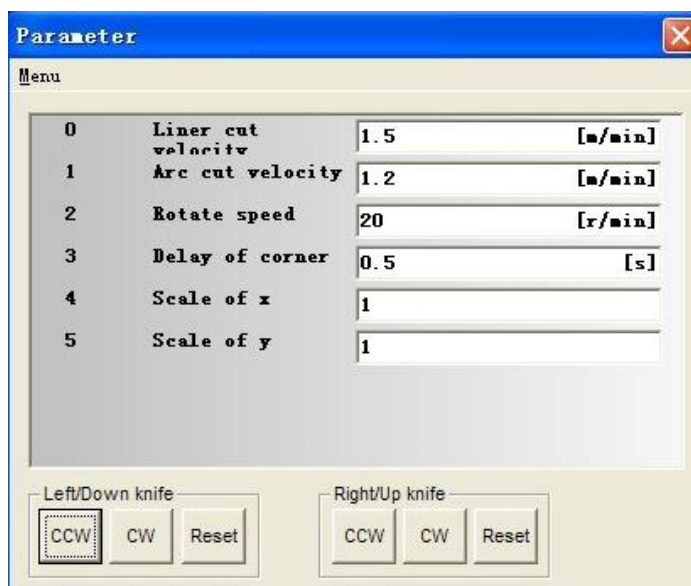 Parameter
Menu
0 Liner cut velocity 1.5 [m/min]
1 Arc cut velocity 1.2 [m/min]
2 Rotate speed 20 [r/min]
3 Delay of corner 0.5 [s]
4 Scale of x 1
5 Scale of y 1
Left/Down knife Right/Up knife
CCW CW Reset CCW CW Reset